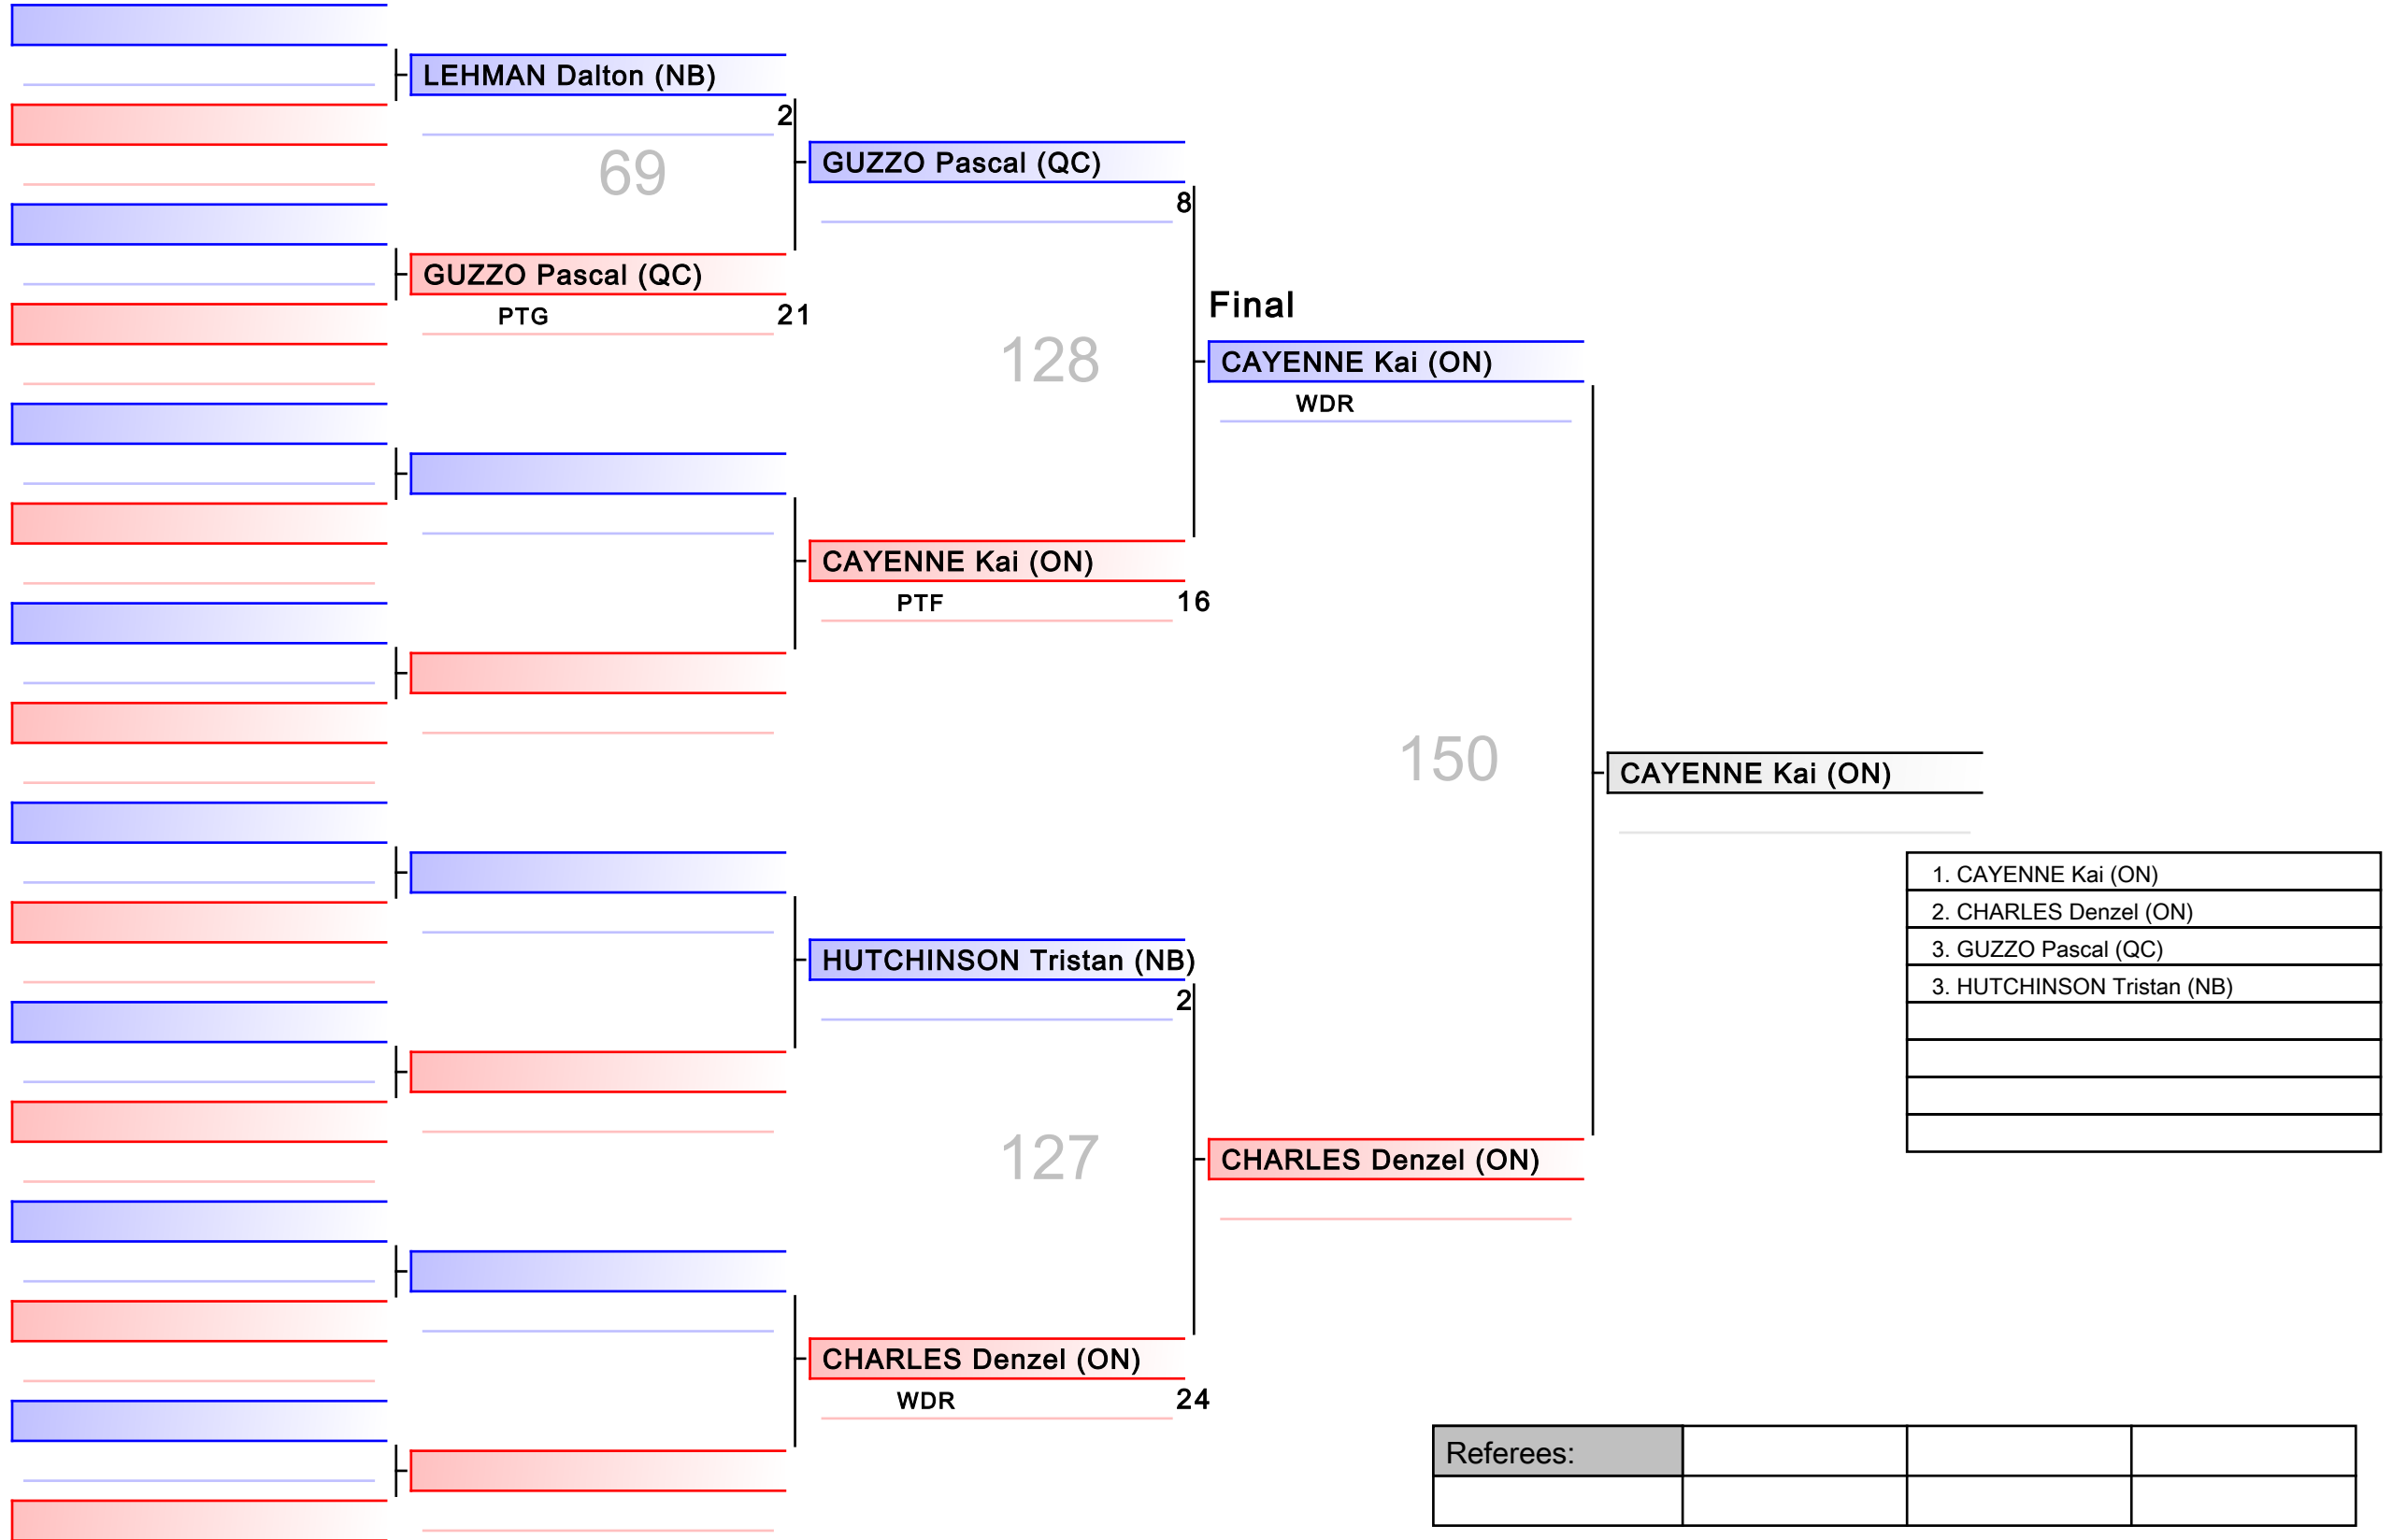 LEHMAN Dalton (NB)
2
69
GUZZO Pascal (QC)
PTG 21
GUZZO Pascal (QC)
8
128
CAYENNE Kai (ON)
PTF 16
HUTCHINSON Tristan (NB)
2
127
CHARLES Denzel (ON)
WDR 24
Final
CAYENNE Kai (ON)
WDR
150
CHARLES Denzel (ON)
CAYENNE Kai (ON)
1. CAYENNE Kai (ON)
2. CHARLES Denzel (ON)
3. GUZZO Pascal (QC)
3. HUTCHINSON Tristan (NB)
Referees: